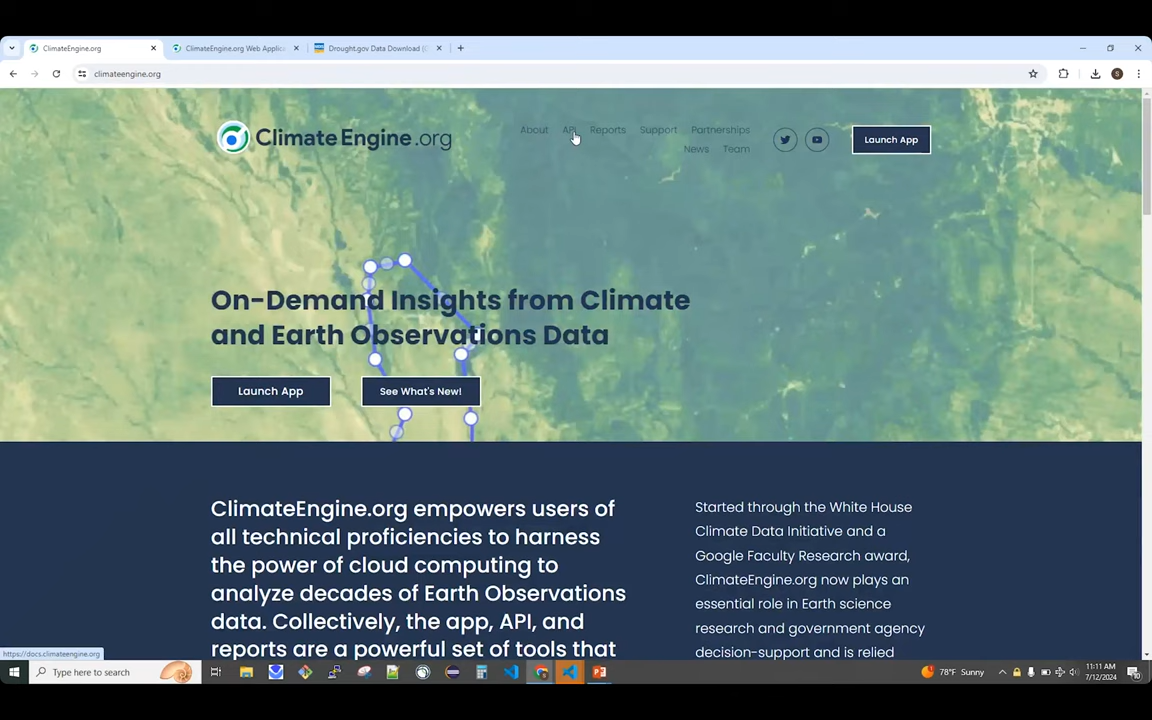 ClimateEngine.org
ClimateEngine.org Web Applic
Drought.gov Data Download (C
climateengine.org
S
ClimateEngine.org
About API Reports Support Partnerships
News Team
Launch App
On-Demand Insights from Climate
and Earth Observations Data
Launch App
See What's New!
ClimateEngine.org empowers users of
all technical proficiencies to harness
the power of cloud computing to
analyze decades of Earth Observations
data. Collectively, the app, API, and
reports are a powerful set of tools that
Started through the White House
Climate Data Initiative and a
Google Faculty Research award,
ClimateEngine.org now plays an
essential role in Earth science
research and government agency
decision-support and is relied
https://docs.climateengine.org
Type here to search
78°F Sunny
11:11 AM
7/12/2024